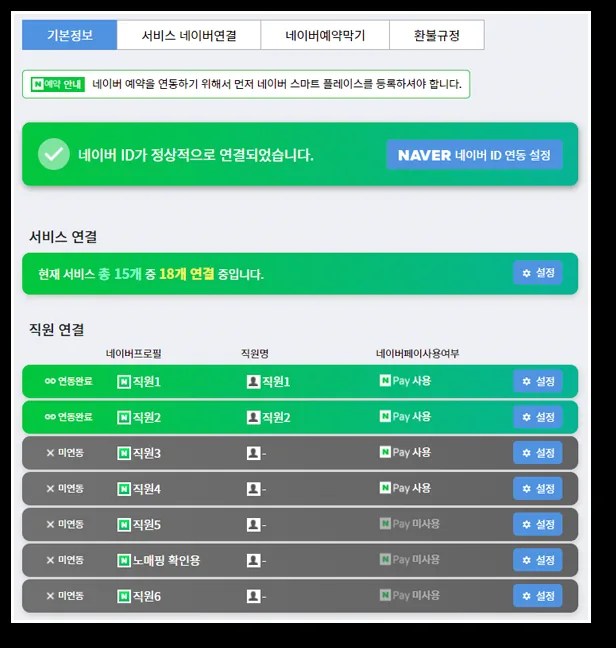 기본정보 서비스 네이버연결 네이버예약막기 환불규정
N예약 안내 네이버 예약을 연동하기 위해서 먼저 네이버 스마트 플레이스를 등록하셔야 합니다.
네이버 ID가 정상적으로 연결되었습니다. NAVER 네이버 ID 연동 설정
서비스 연결
현재 서비스 총 15개 중 18개 연결 중입니다. 설정
직원 연결
네이버프로필 직원명 네이버페이사용여부
연동완료 N 직원1 직원1 N Pay 사용 설정
연동완료 N 직원2 직원2 N Pay 사용 설정
미연동 N 직원3 - N Pay 사용 설정
미연동 N 직원4 - N Pay 사용 설정
미연동 N 직원5 - N Pay 미사용 설정
미연동 N 노매핑 확인용 - N Pay 미사용 설정
미연동 N 직원6 - N Pay 미사용 설정